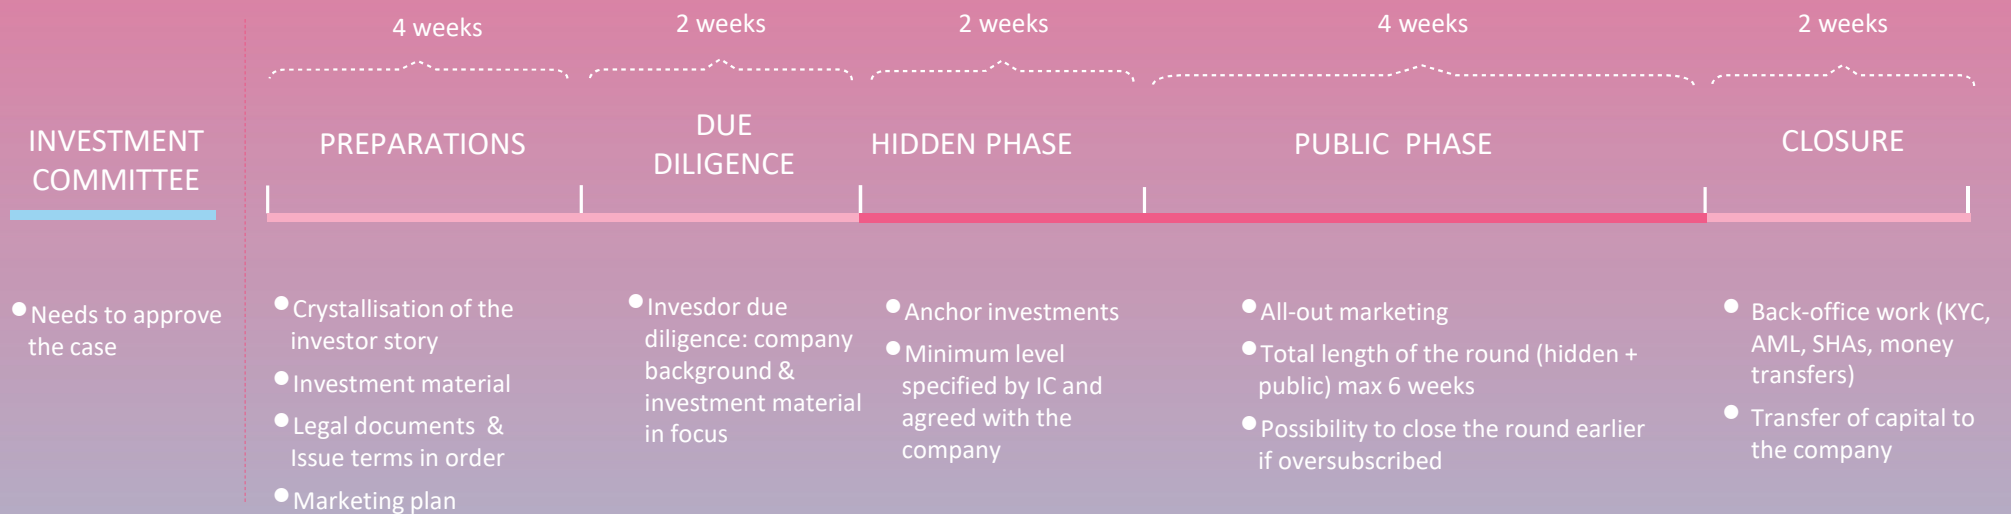 4 weeks
2 weeks
2 weeks
4 weeks
2 weeks
INVESTMENT
COMMITTEE
PREPARATIONS
DUE
DILIGENCE
HIDDEN PHASE
PUBLIC PHASE
CLOSURE
● Needs to approve
the case
● Crystallisation of the
investor story
● Investment material
● Legal documents &
Issue terms in order
● Marketing plan
● Invesdor due
diligence: company
background &
investment material
in focus
● Anchor investments
● Minimum level
specified by IC and
agreed with the
company
● All-out marketing
● Total length of the round (hidden +
public) max 6 weeks
● Possibility to close the round earlier
if oversubscribed
● Back-office work (KYC,
AML, SHAs, money
transfers)
● Transfer of capital to
the company